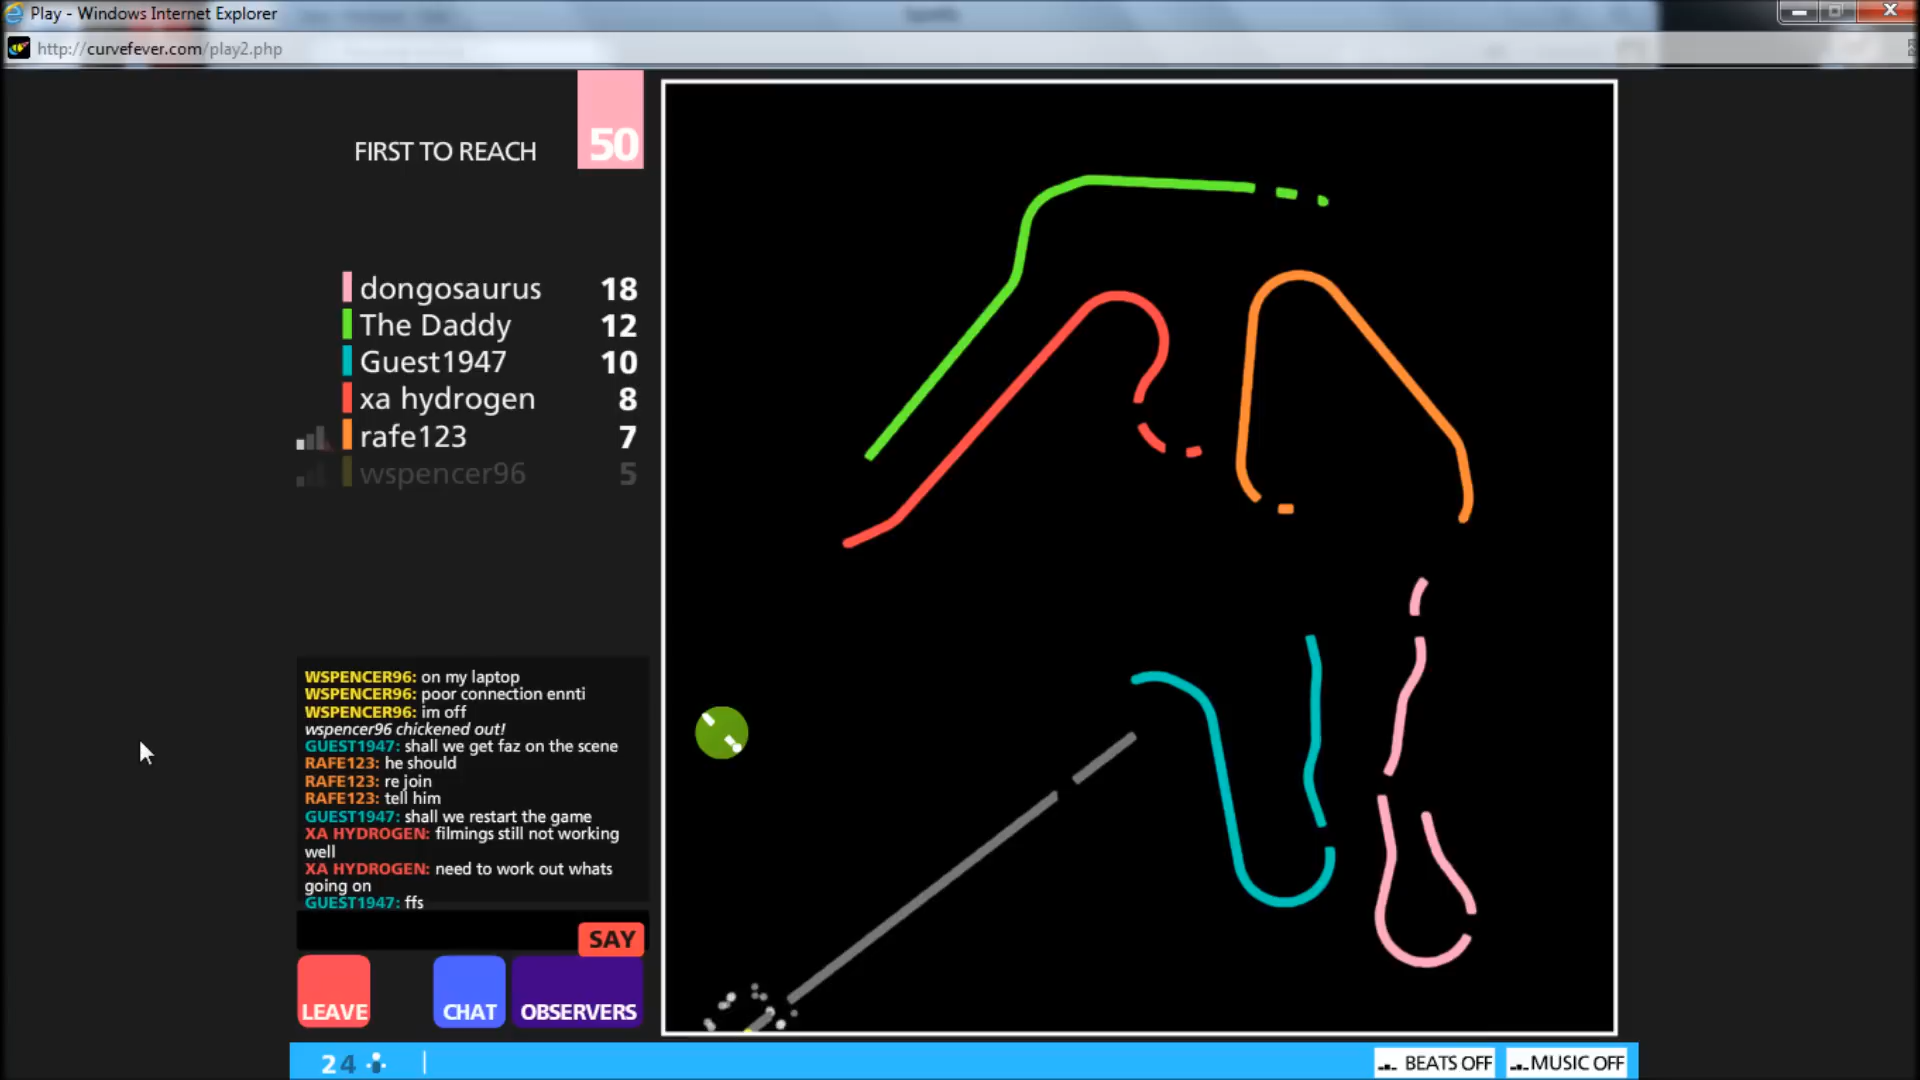 Play - Windows Internet Explorer
http://curvefever.com/play2.php
FIRST TO REACH
50
dongosaurus 18
The Daddy 12
Guest1947 10
xa hydrogen 8
rafe123 7
wspencer96 5
WSPENCER96: on my laptop
WSPENCER96: poor connection ennti
WSPENCER96: im off
wspencer96 chickened out!
GUEST1947: shall we get faz on the scene
RAFE123: he should
RAFE123: re join
RAFE123: tell him
GUEST1947: shall we restart the game
XA HYDROGEN: filmings still not working
well
XA HYDROGEN: need to work out whats
going on
GUEST1947: ffs
SAY
LEAVE
CHAT
OBSERVERS
24
BEATS OFF
MUSIC OFF